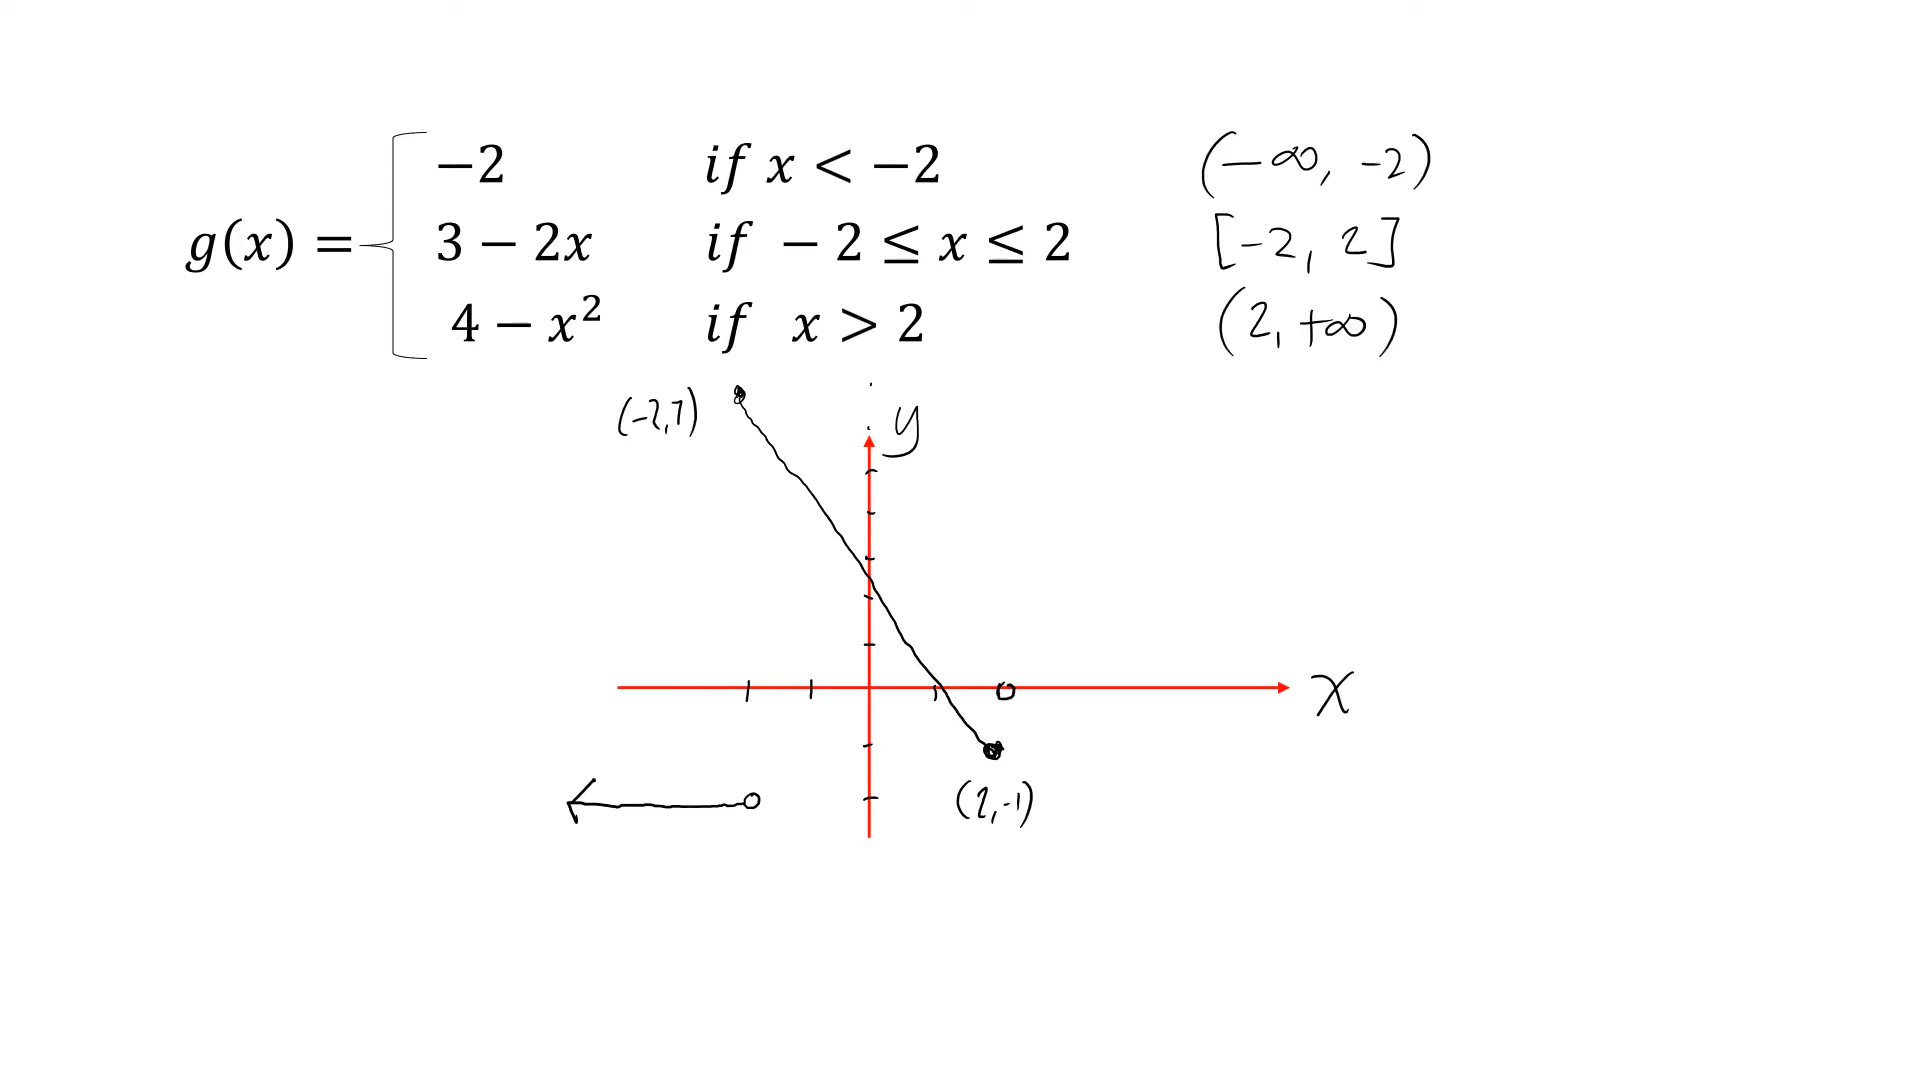 g(x) = { −2 if x < −2 (−∞, −2)
3 − 2x if − 2 ≤ x ≤ 2 [−2, 2]
4 − x² if x > 2 (2, +∞)
(−2,7)
y
x
(2,−1)